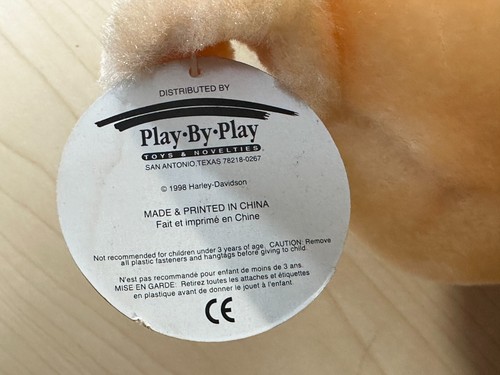 DISTRIBUTED BY
Play·By·Play
TOYS & NOVELTIES
SAN ANTONIO, TEXAS 78218-0267
© 1998 Harley-Davidson
MADE & PRINTED IN CHINA
Fait et imprimé en Chine
Not recommended for children under 3 years of age. CAUTION: Remove
all plastic fasteners and hangtags before giving to child.
N'est pas recommandé pour enfant de moins de 3 ans.
MISE EN GARDE: Retirez toutes les attaches et étiquettes
en plastique avant de donner le jouet à l'enfant.
CE